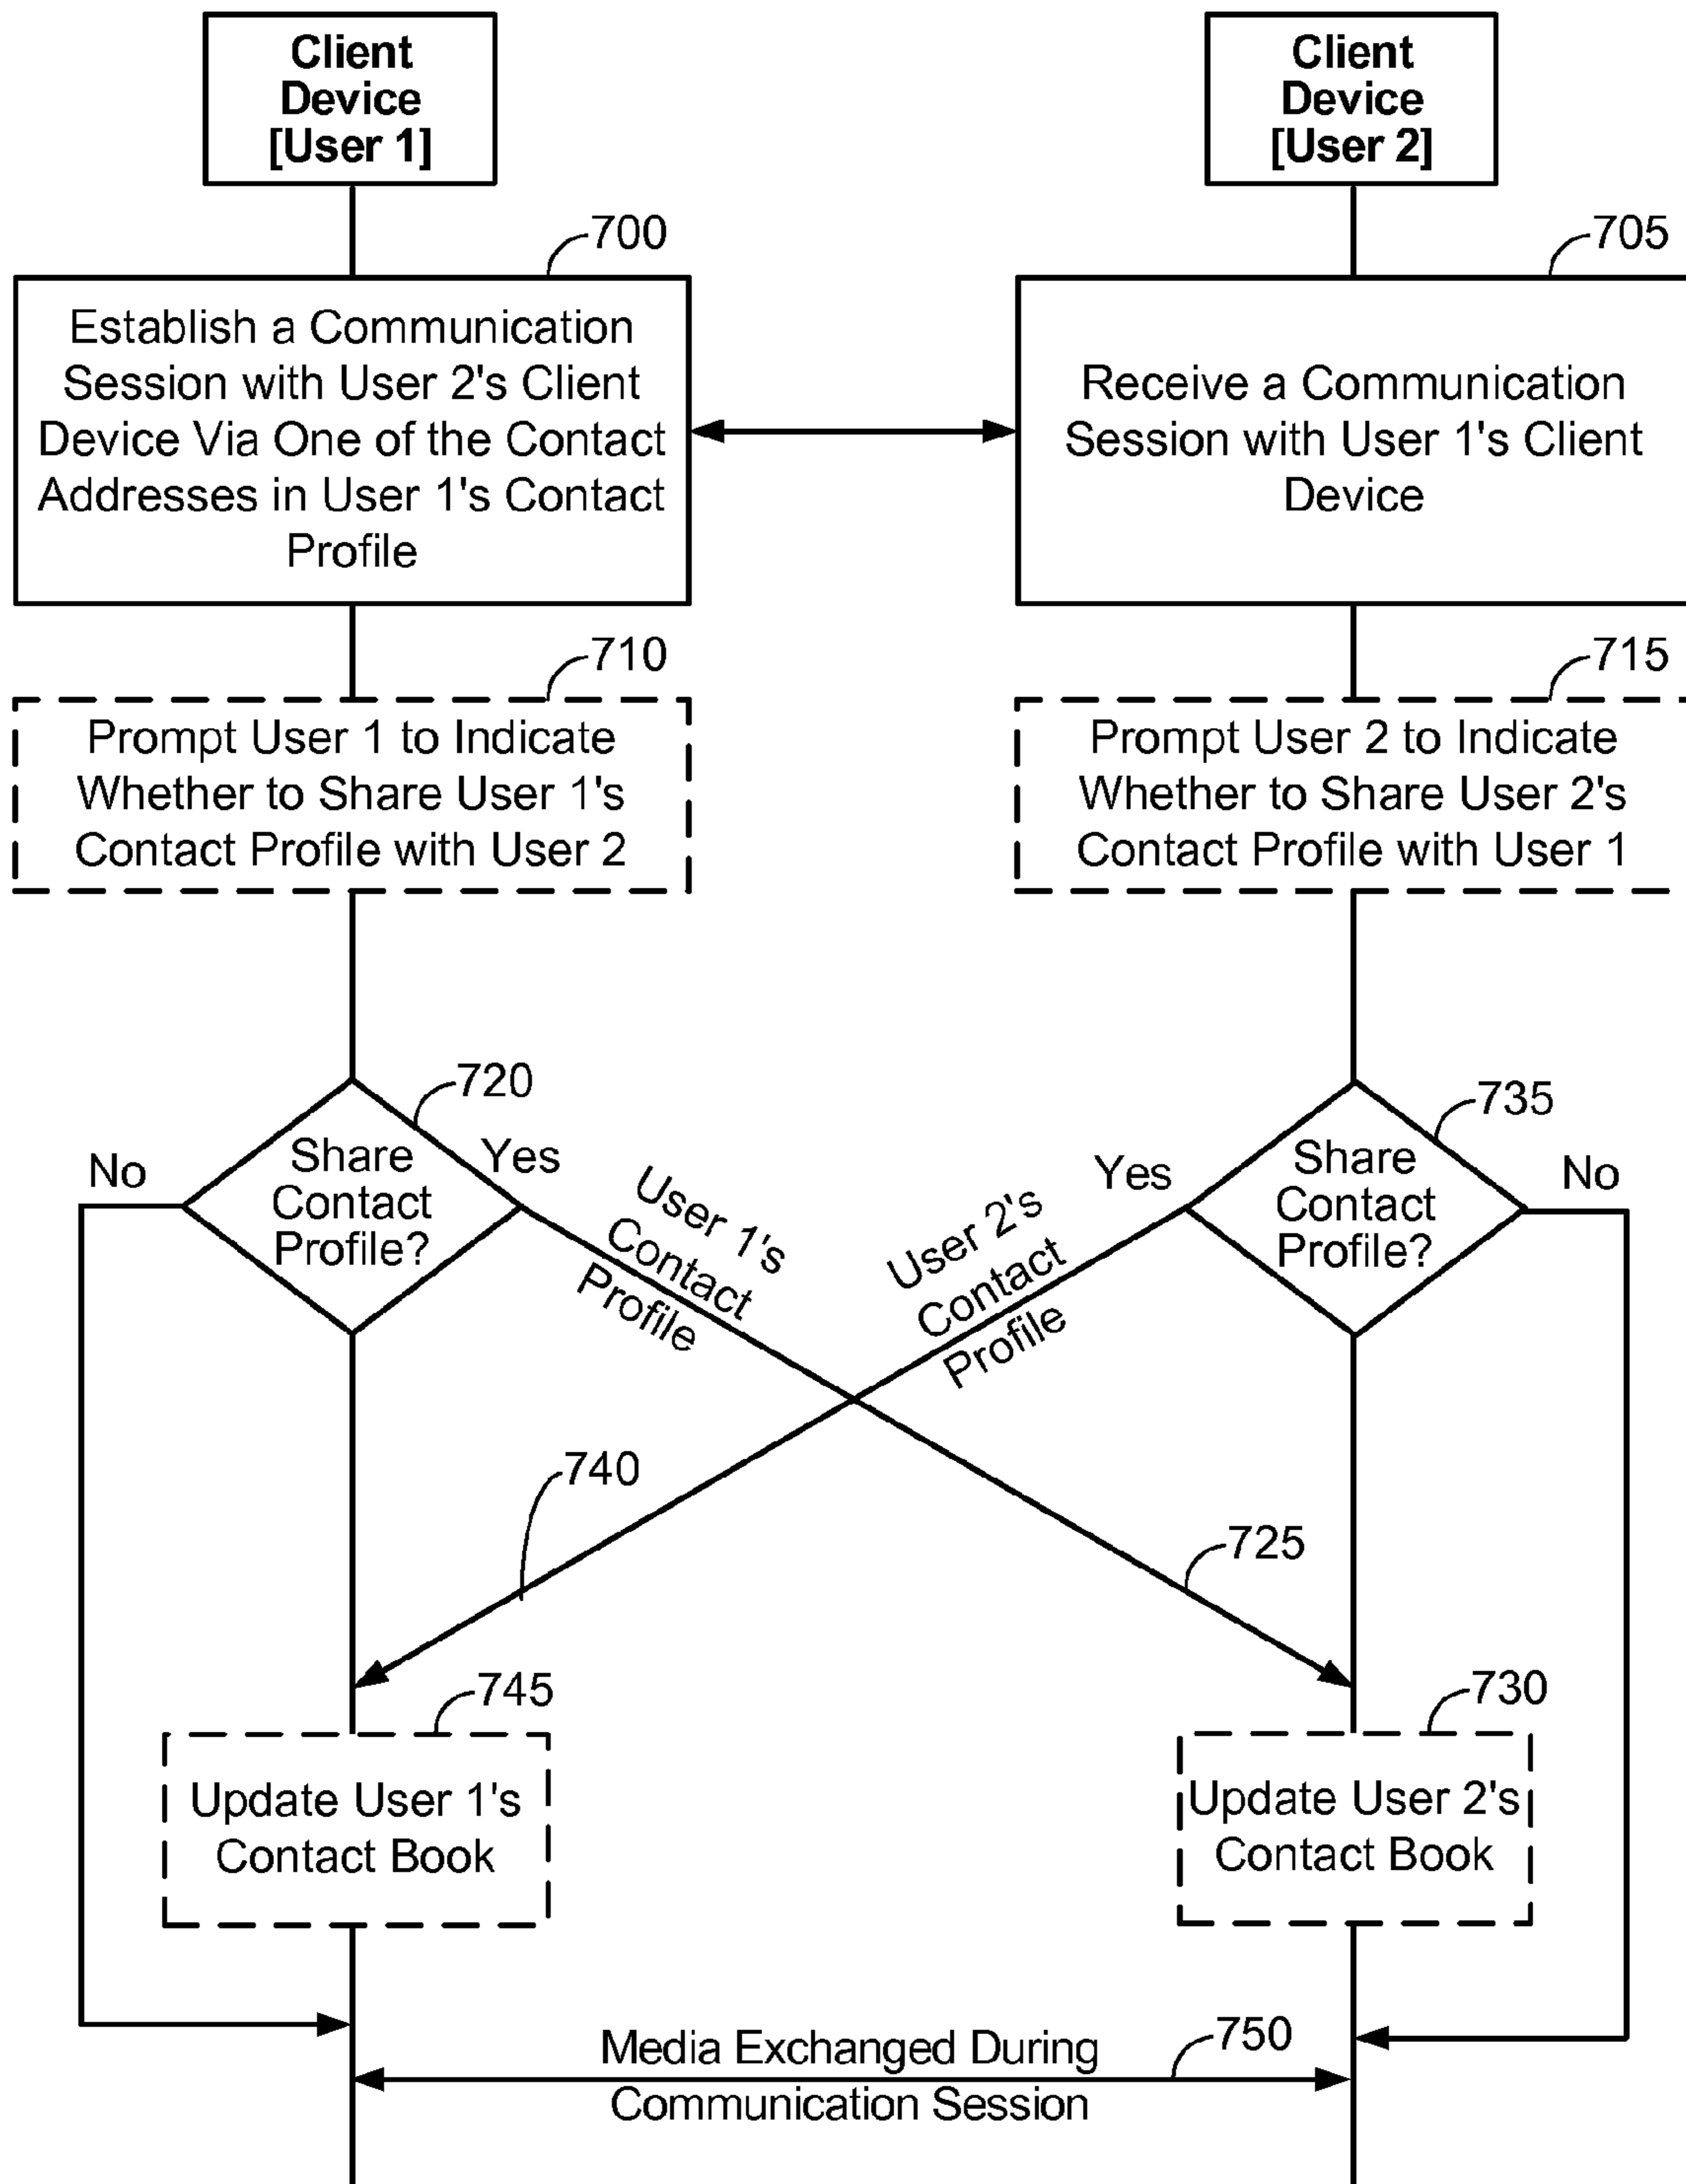 Client
Device
[User 1]
Client
Device
[User 2]
700
705
Establish a Communication
Session with User 2's Client
Device Via One of the Contact
Addresses in User 1's Contact
Profile
Receive a Communication
Session with User 1's Client
Device
710
715
Prompt User 1 to Indicate
Whether to Share User 1's
Contact Profile with User 2
Prompt User 2 to Indicate
Whether to Share User 2's
Contact Profile with User 1
720
735
No
Share
Contact
Profile?
Yes
User 1's
Contact
Profile
User 2's
Contact
Profile
Yes
Share
Contact
Profile?
No
740
725
745
730
Update User 1's
Contact Book
Update User 2's
Contact Book
750
Media Exchanged During
Communication Session